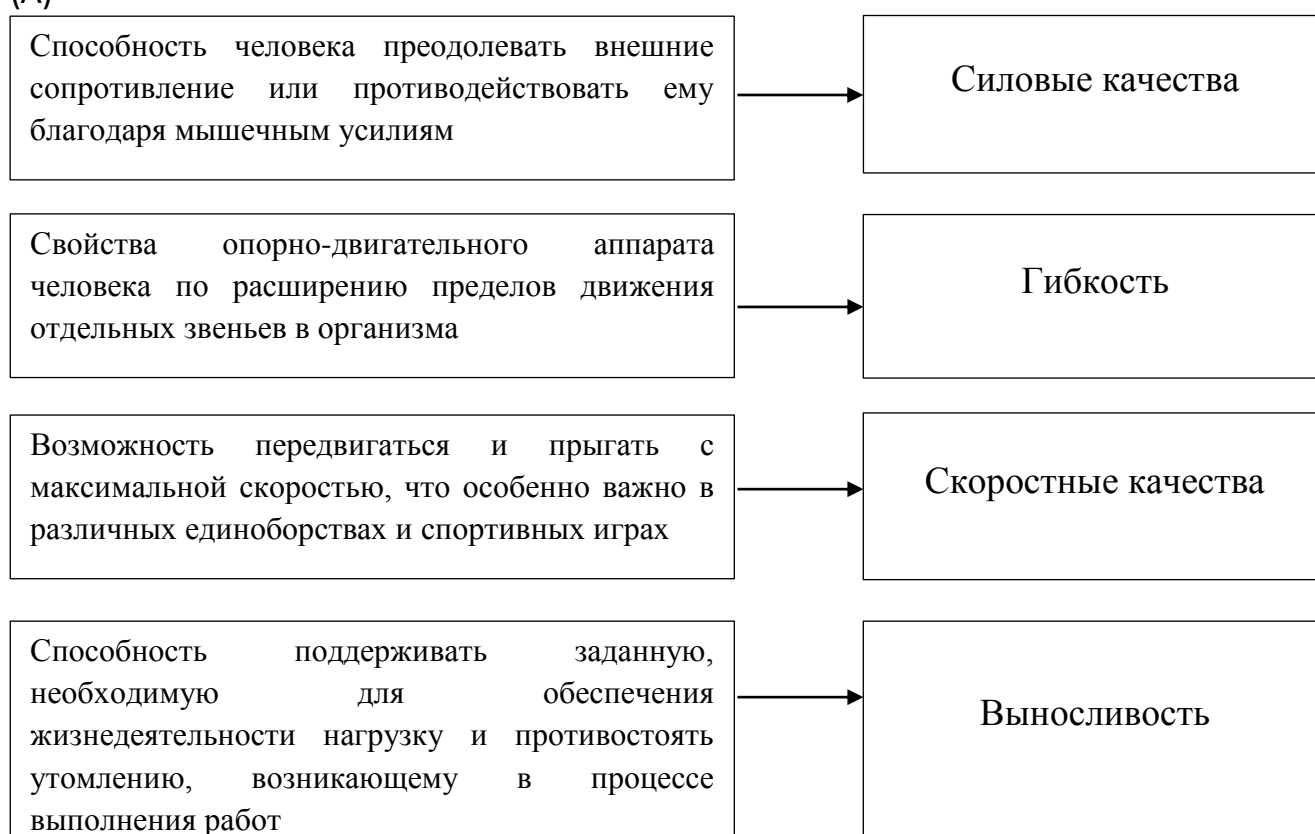 (А)
Способность человека преодолевать внешние
сопротивление или противодействовать ему
благодаря мышечным усилиям
Силовые качества
Свойства опорно-двигательного аппарата
человека по расширению пределов движения
отдельных звеньев в организма
Гибкость
Возможность передвигаться и прыгать с
максимальной скоростью, что особенно важно в
различных единоборствах и спортивных играх
Скоростные качества
Способность поддерживать заданную,
необходимую для обеспечения
жизнедеятельности нагрузку и противостоять
утомлению, возникающему в процессе
выполнения работ
Выносливость